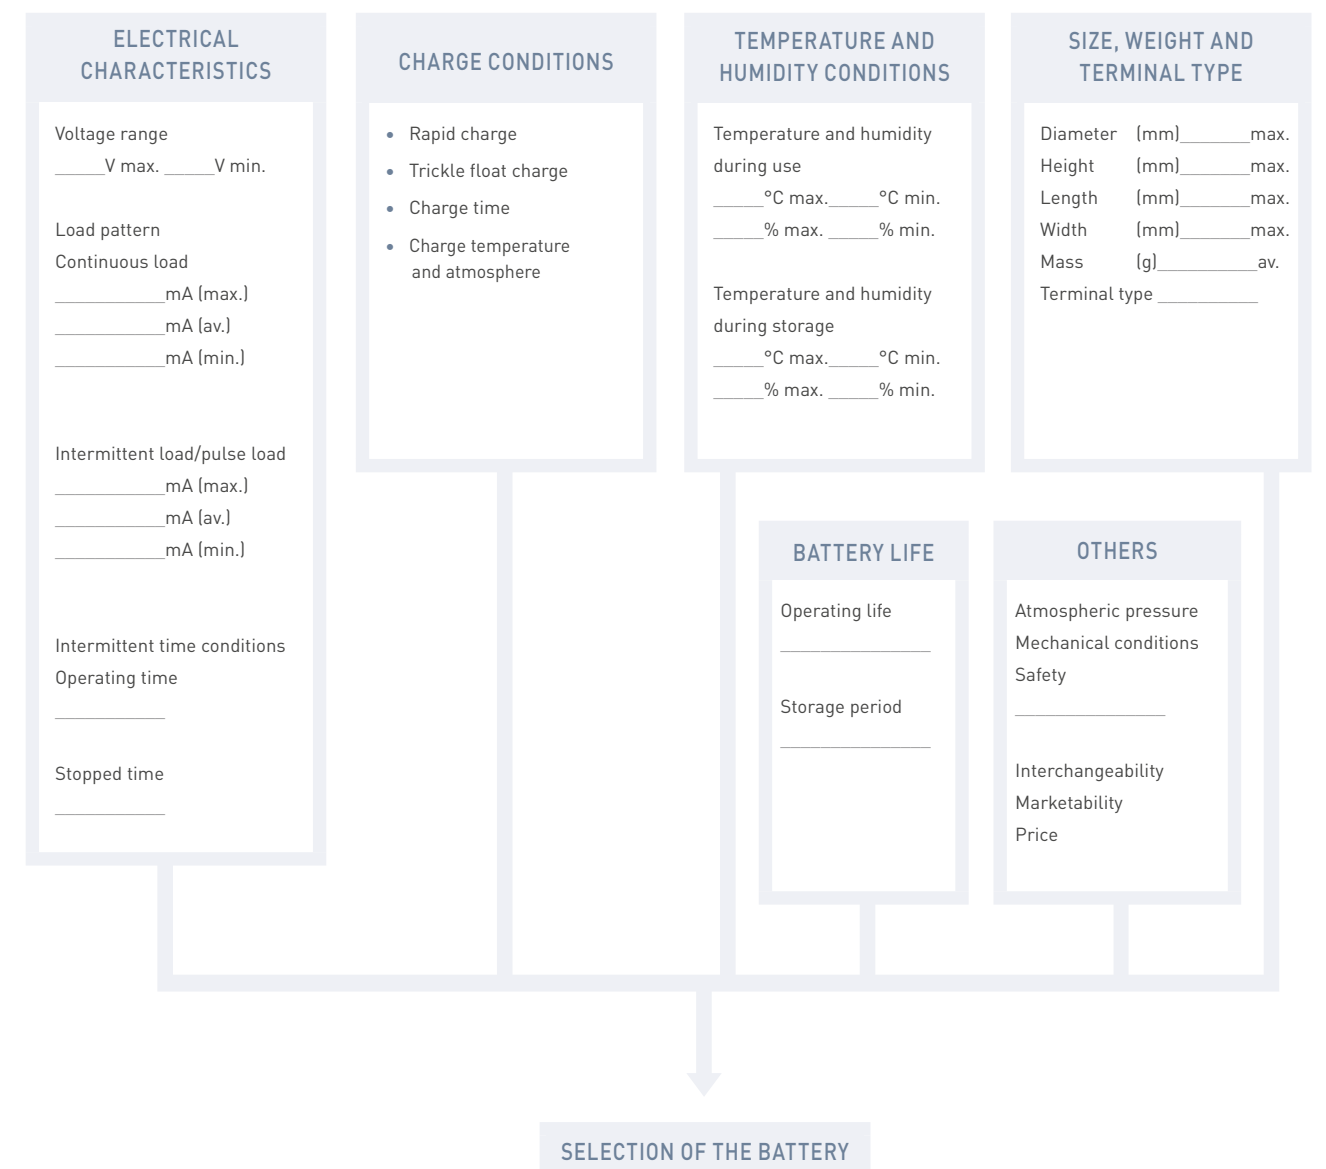 ELECTRICAL
CHARACTERISTICS
Voltage range
_____V max. _____V min.
Load pattern
Continuous load
___________mA (max.)
___________mA (av.)
___________mA (min.)
Intermittent load/pulse load
___________mA (max.)
___________mA (av.)
___________mA (min.)
Intermittent time conditions
Operating time
___________
Stopped time
___________
CHARGE CONDITIONS
• Rapid charge
• Trickle float charge
• Charge time
• Charge temperature
and atmosphere
TEMPERATURE AND
HUMIDITY CONDITIONS
Temperature and humidity
during use
_____°C max._____°C min.
_____% max. _____% min.
Temperature and humidity
during storage
_____°C max._____°C min.
_____% max. _____% min.
SIZE, WEIGHT AND
TERMINAL TYPE
Diameter (mm)_______max.
Height (mm)_______max.
Length (mm)_______max.
Width (mm)_______max.
Mass (g)__________av.
Terminal type __________
BATTERY LIFE
Operating life
_______________
Storage period
_______________
OTHERS
Atmospheric pressure
Mechanical conditions
Safety
_______________
Interchangeability
Marketability
Price
SELECTION OF THE BATTERY